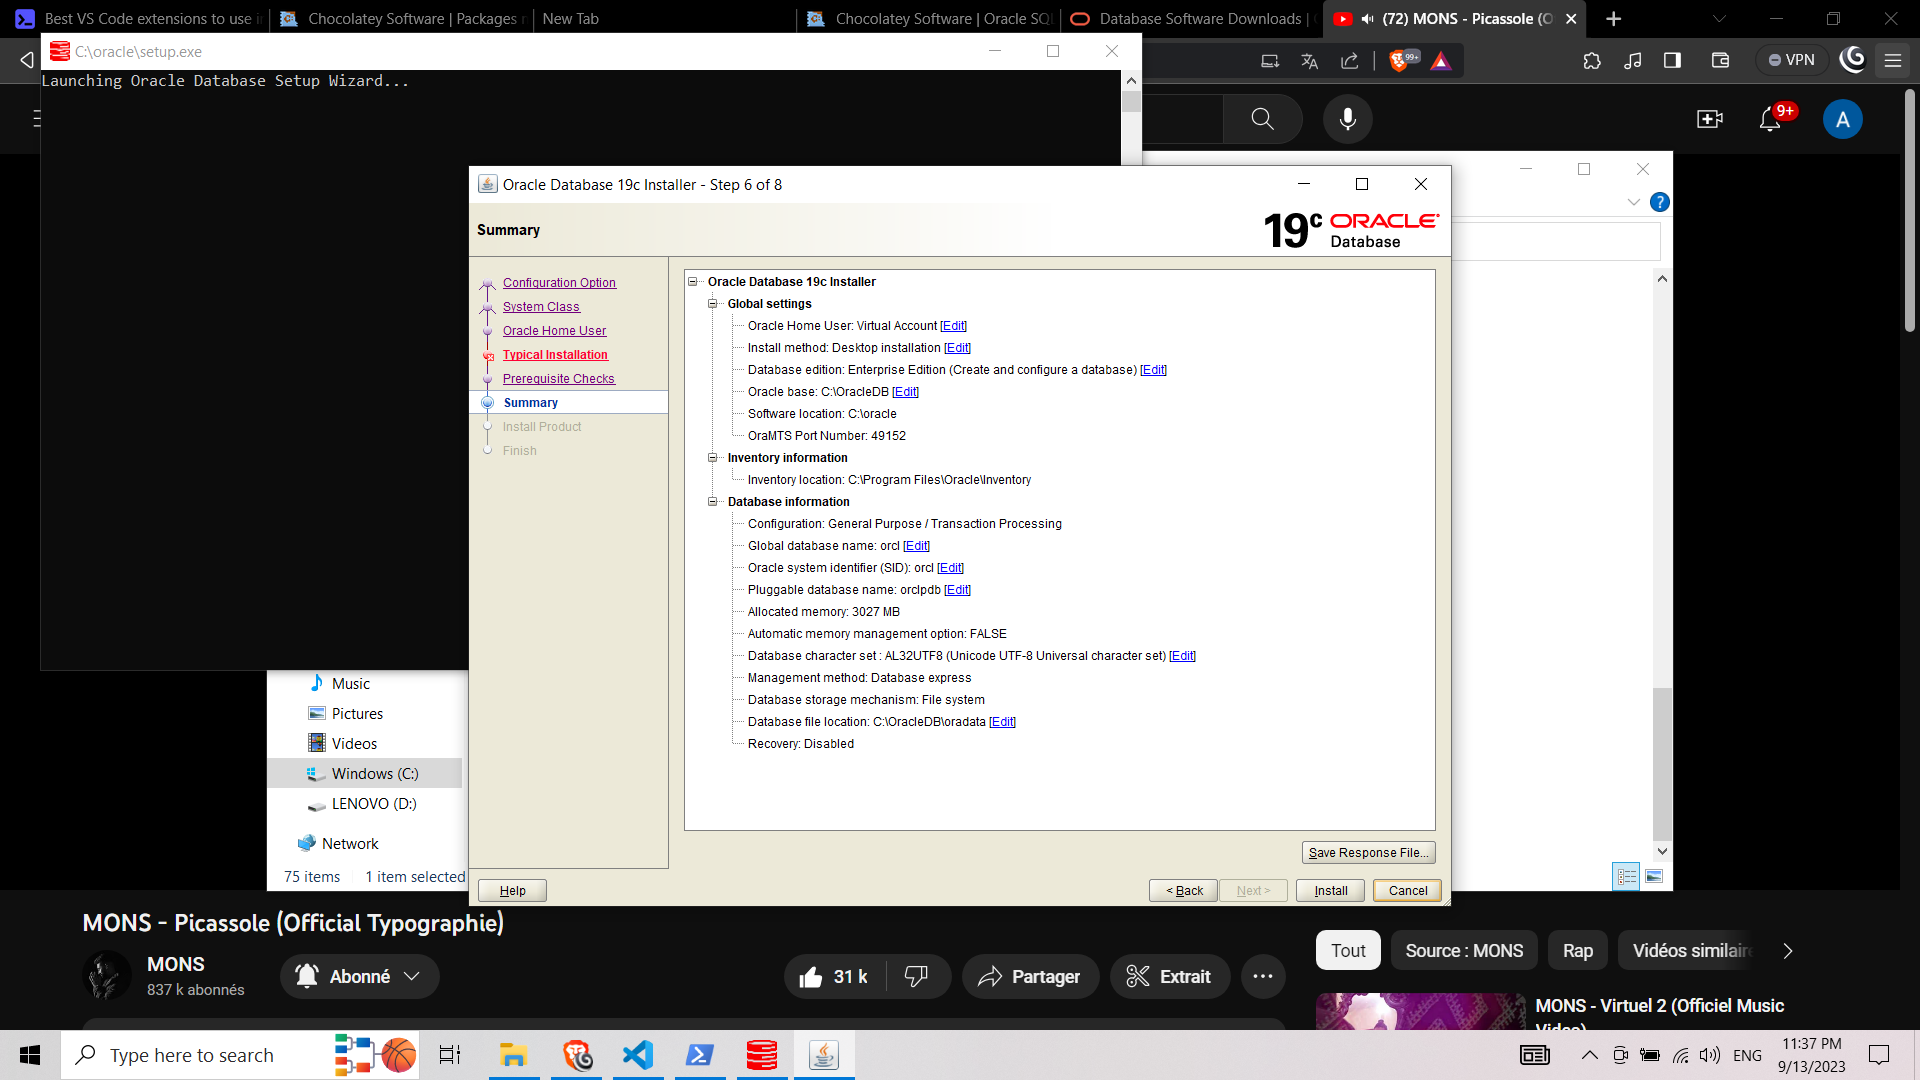 Best VS Code extensions to use in
Chocolatey Software | Packages
New Tab
Chocolatey Software | Oracle SQL
Database Software Downloads |
(72) MONS - Picassole (O
C:\oracle\setup.exe
99+
VPN
Launching Oracle Database Setup Wizard...
9+
A
Oracle Database 19c Installer - Step 6 of 8
?
Summary
19c ORACLE
Database
Configuration Option
System Class
Oracle Home User
Typical Installation
Prerequisite Checks
Summary
Install Product
Finish
Oracle Database 19c Installer
Global settings
Oracle Home User: Virtual Account [Edit]
Install method: Desktop installation [Edit]
Database edition: Enterprise Edition (Create and configure a database) [Edit]
Oracle base: C:\OracleDB [Edit]
Software location: C:\oracle
OraMTS Port Number: 49152
Inventory information
Inventory location: C:\Program Files\Oracle\Inventory
Database information
Configuration: General Purpose / Transaction Processing
Global database name: orcl [Edit]
Oracle system identifier (SID): orcl [Edit]
Pluggable database name: orclpdb [Edit]
Allocated memory: 3027 MB
Automatic memory management option: FALSE
Database character set : AL32UTF8 (Unicode UTF-8 Universal character set) [Edit]
Management method: Database express
Database storage mechanism: File system
Database file location: C:\OracleDB\oradata [Edit]
Recovery: Disabled
Music
Pictures
Videos
Windows (C:)
LENOVO (D:)
Network
75 items
1 item selected
Save Response File...
Help
< Back
Next >
Install
Cancel
MONS - Picassole (Official Typographie)
MONS
837 k abonnés
Abonné
31 k
Partager
Extrait
Tout
Source : MONS
Rap
Vidéos similaire
MONS - Virtuel 2 (Officiel Music
Video)
Type here to search
ENG
11:37 PM
9/13/2023